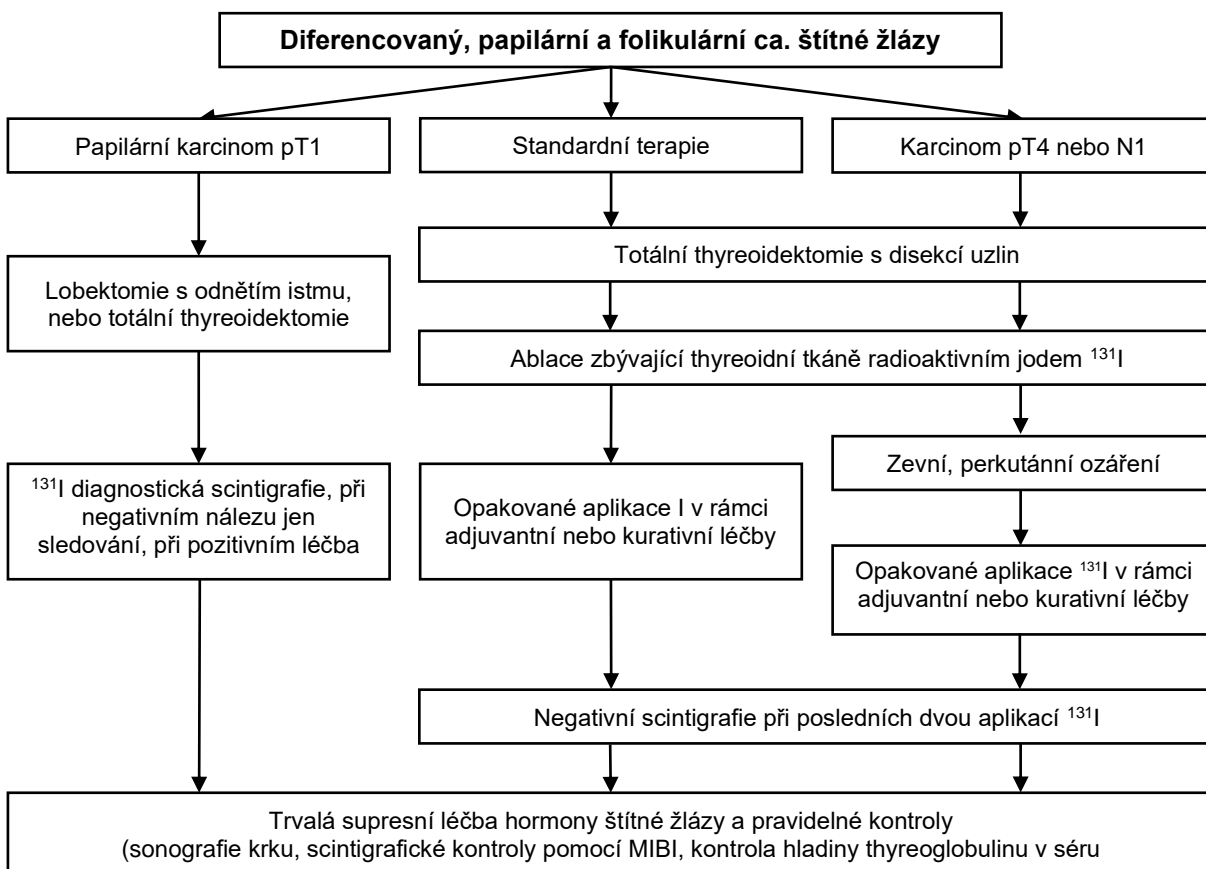 Diferencovaný, papilární a folikulární ca. štítné žlázy
Papilární karcinom pT1
Standardní terapie
Karcinom pT4 nebo N1
Totální thyreoidektomie s disekcí uzlin
Lobektomie s odnětím istmu,
nebo totální thyreoidektomie
Ablace zbývající thyreoidní tkáně radioaktivním jodem ¹³¹I
Zevní, perkutánní ozáření
¹³¹I diagnostická scintigrafie, při
negativním nálezu jen
sledování, při pozitivním léčba
Opakované aplikace I v rámci
adjuvantní nebo kurativní léčby
Opakované aplikace ¹³¹I v rámci
adjuvantní nebo kurativní léčby
Negativní scintigrafie při posledních dvou aplikací ¹³¹I
Trvalá supresní léčba hormony štítné žlázy a pravidelné kontroly
(sonografie krku, scintigrafické kontroly pomocí MIBI, kontrola hladiny thyreoglobulinu v séru